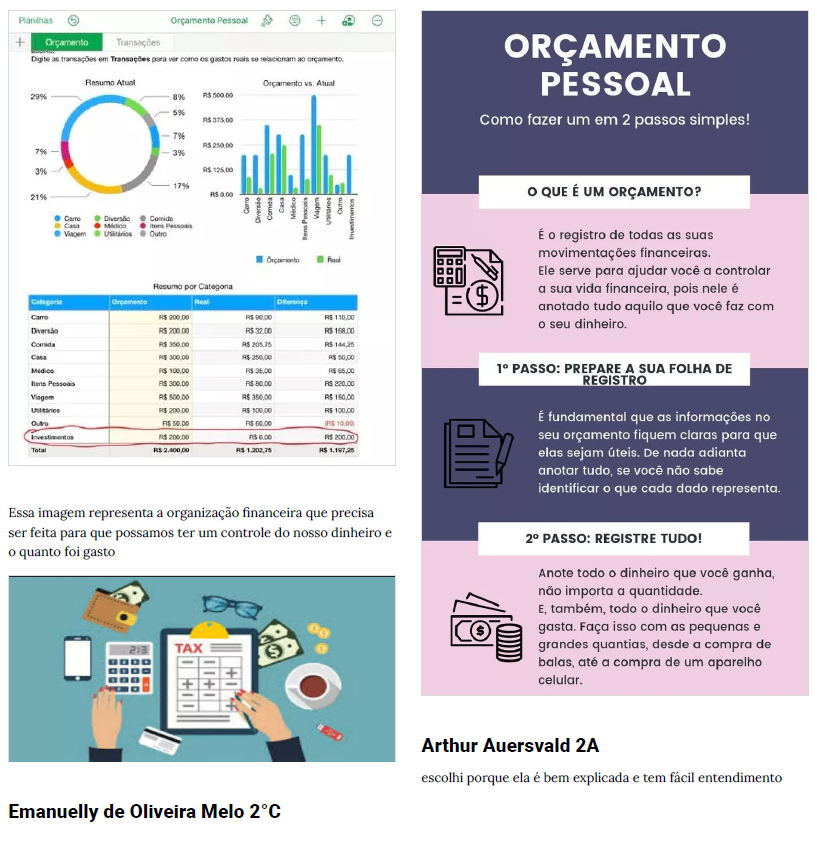 Planilhas
Orçamento Pessoal
Orçamento
Transações
Digite as transações em Transações para ver como os gastos reais se relacionam ao orçamento.
Resumo Atual
29%
8%
5%
7%
3%
17%
21%
3%
7%
Carro
Diversão
Comida
Casa
Médico
Itens Pessoais
Viagem
Utilitários
Outro
Orçamento vs. Atual
R$ 500,00
R$ 375,00
R$ 250,00
R$ 125,00
R$ 0,00
Carro
Diversão
Comida
Casa
Médico
Itens Pessoais
Viagem
Utilitários
Outro
Investimentos
Orçamento
Real
Resumo por Categoria
Categoria Orçamento Real Diferença
Carro R$ 200,00 R$ 90,00 R$ 110,00
Diversão R$ 200,00 R$ 32,00 R$ 168,00
Comida R$ 350,00 R$ 205,75 R$ 144,25
Casa R$ 300,00 R$ 250,00 R$ 50,00
Médico R$ 100,00 R$ 35,00 R$ 65,00
Itens Pessoais R$ 300,00 R$ 80,00 R$ 220,00
Viagem R$ 500,00 R$ 350,00 R$ 150,00
Utilitários R$ 200,00 R$ 100,00 R$ 100,00
Outro R$ 50,00 R$ 60,00 (R$ 10,00)
Investimentos R$ 200,00 R$ 0,00 R$ 200,00
Total R$ 2.400,00 R$ 1.202,75 R$ 1.197,25
Essa imagem representa a organização financeira que precisa
ser feita para que possamos ter um controle do nosso dinheiro e
o quanto foi gasto
213
TAX
Emanuelly de Oliveira Melo 2°C
ORÇAMENTO
PESSOAL
Como fazer um em 2 passos simples!
O QUE É UM ORÇAMENTO?
É o registro de todas as suas
movimentações financeiras.
Ele serve para ajudar você a controlar
a sua vida financeira, pois nele é
anotado tudo aquilo que você faz com
o seu dinheiro.
1º PASSO: PREPARE A SUA FOLHA DE
REGISTRO
É fundamental que as informações no
seu orçamento fiquem claras para que
elas sejam úteis. De nada adianta
anotar tudo, se você não sabe
identificar o que cada dado representa.
2º PASSO: REGISTRE TUDO!
Anote todo o dinheiro que você ganha,
não importa a quantidade.
E, também, todo o dinheiro que você
gasta. Faça isso com as pequenas e
grandes quantias, desde a compra de
balas, até a compra de um aparelho
celular.
Arthur Auersvald 2A
escolhi porque ela é bem explicada e tem fácil entendimento